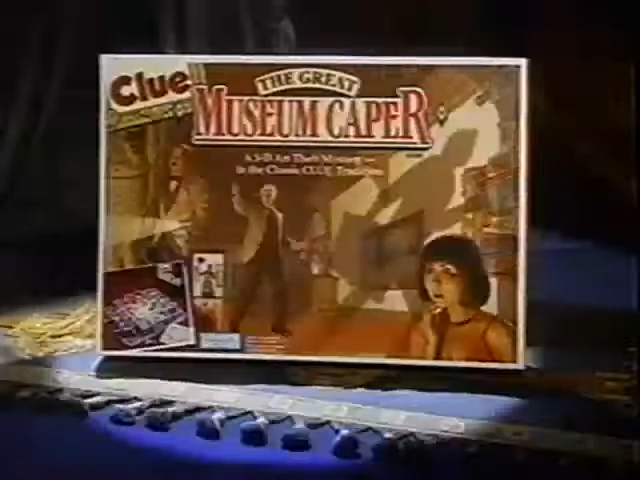 Clue
THE GREAT
MUSEUM CAPER
A 3-D Art Theft Mystery —
in the Classic CLUE Tradition